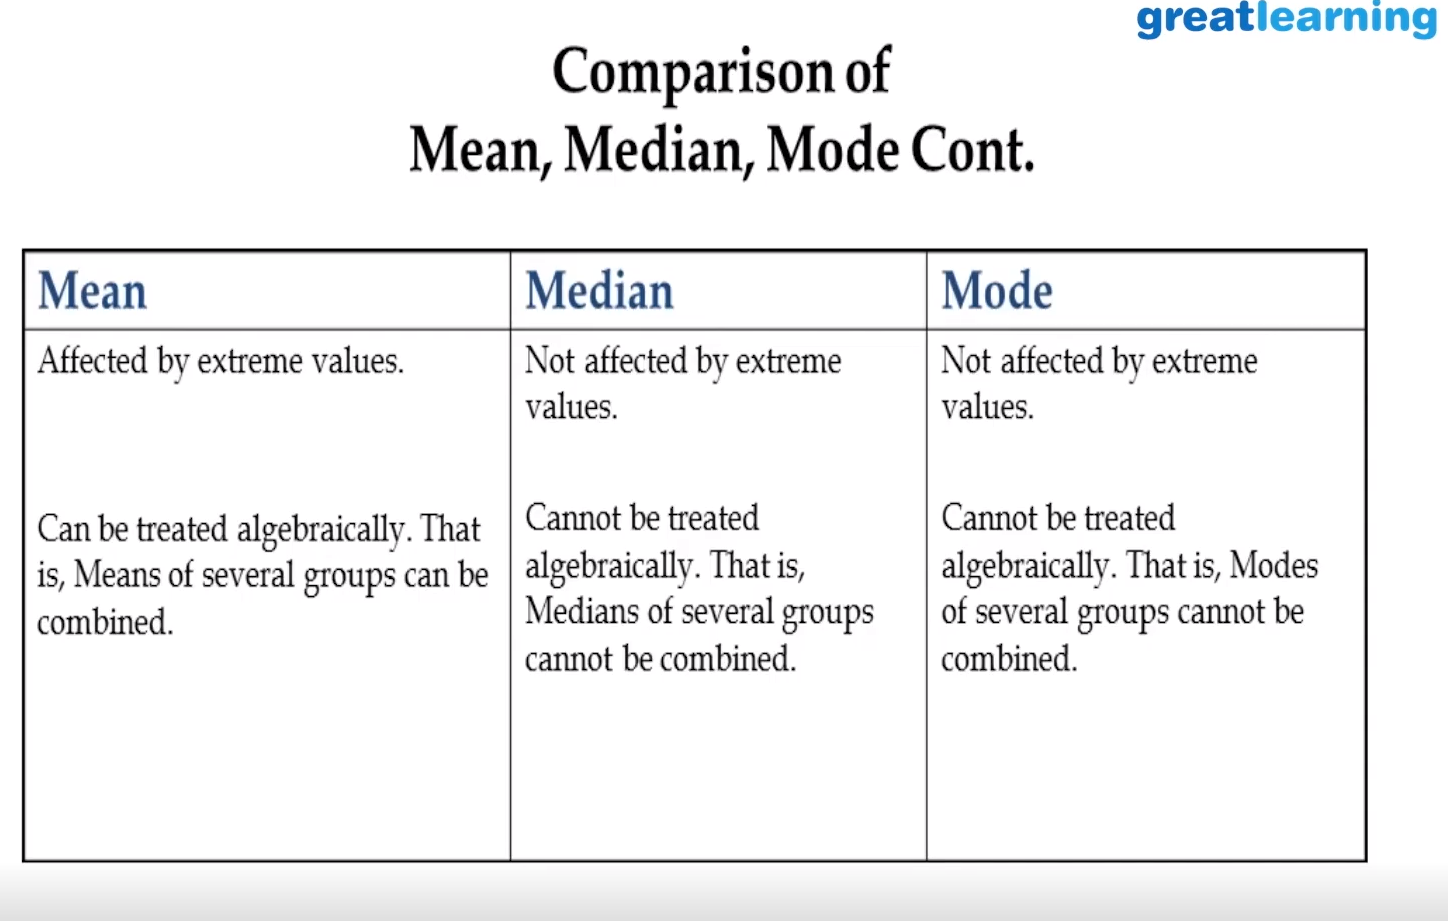 greatlearning
Comparison of
Mean, Median, Mode Cont.
Mean
Median
Mode
Affected by extreme values.
Not affected by extreme
values.
Not affected by extreme
values.
Can be treated algebraically. That
is, Means of several groups can be
combined.
Cannot be treated
algebraically. That is,
Medians of several groups
cannot be combined.
Cannot be treated
algebraically. That is, Modes
of several groups cannot be
combined.